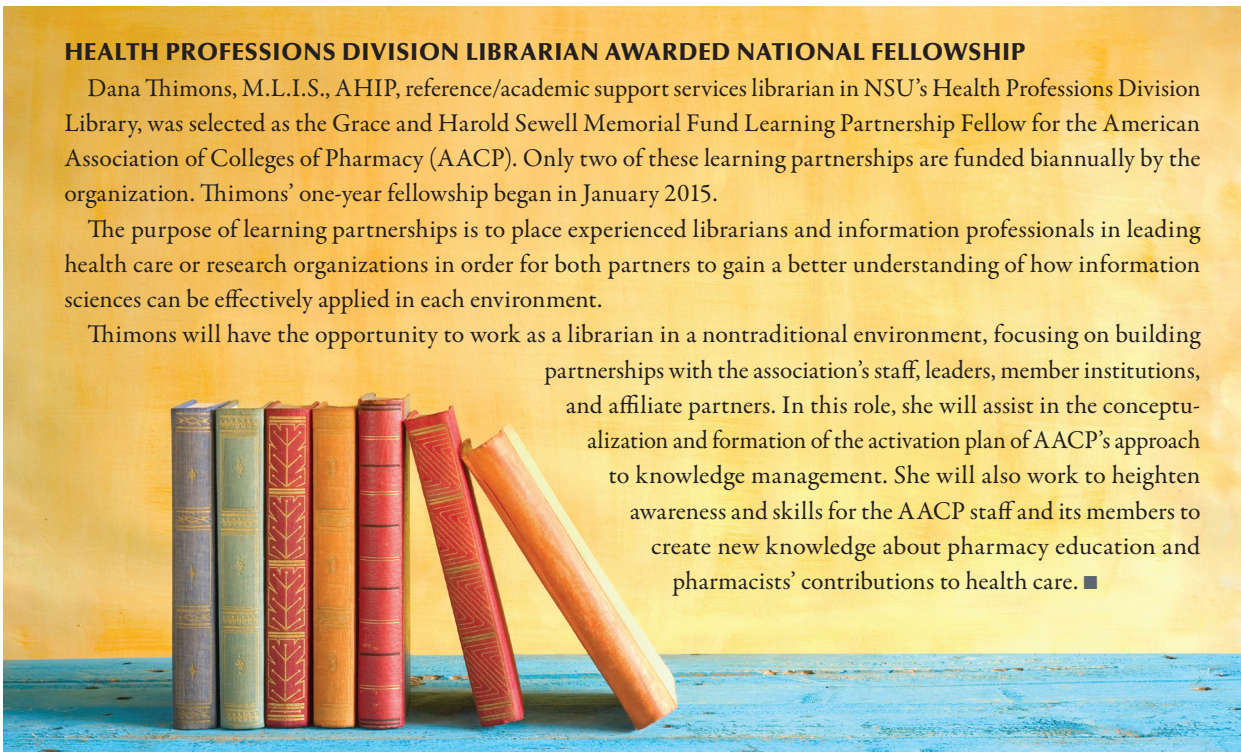 HEALTH PROFESSIONS DIVISION LIBRARIAN AWARDED NATIONAL FELLOWSHIP
Dana Thimons, M.L.I.S., AHIP, reference/academic support services librarian in NSU’s Health Professions Division
Library, was selected as the Grace and Harold Sewell Memorial Fund Learning Partnership Fellow for the American
Association of Colleges of Pharmacy (AACP). Only two of these learning partnerships are funded biannually by the
organization. Thimons’ one-year fellowship began in January 2015.
The purpose of learning partnerships is to place experienced librarians and information professionals in leading
health care or research organizations in order for both partners to gain a better understanding of how information
sciences can be effectively applied in each environment.
Thimons will have the opportunity to work as a librarian in a nontraditional environment, focusing on building
partnerships with the association’s staff, leaders, member institutions,
and affiliate partners. In this role, she will assist in the conceptu-
alization and formation of the activation plan of AACP’s approach
to knowledge management. She will also work to heighten
awareness and skills for the AACP staff and its members to
create new knowledge about pharmacy education and
pharmacists’ contributions to health care. ■